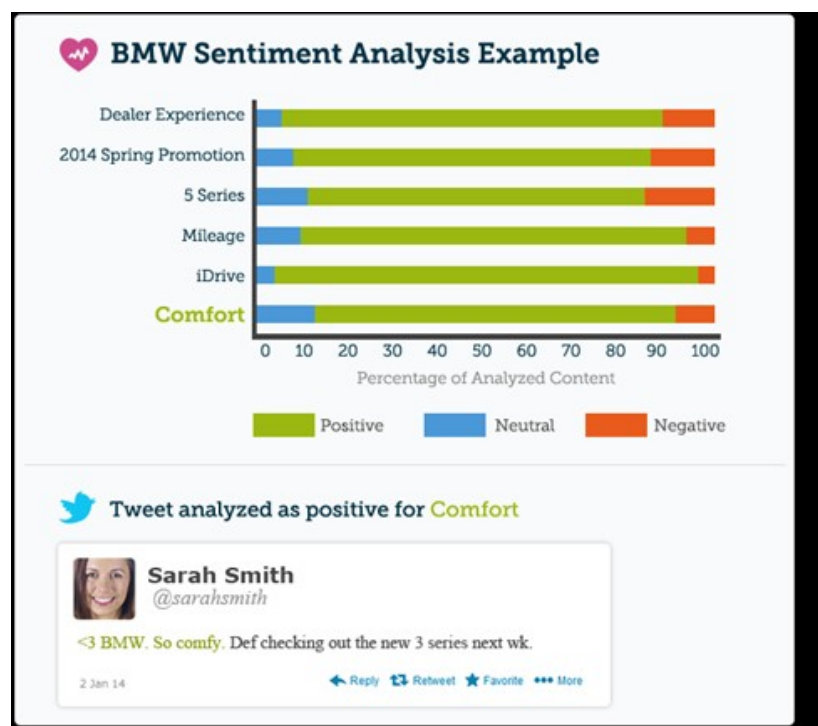 BMW Sentiment Analysis Example
Dealer Experience
2014 Spring Promotion
5 Series
Mileage
iDrive
Comfort
0 10 20 30 40 50 60 70 80 90 100
Percentage of Analyzed Content
Positive Neutral Negative
Tweet analyzed as positive for Comfort
Sarah Smith
@sarahsmith
<3 BMW. So comfy. Def checking out the new 3 series next wk.
2 Jan 14 Reply Retweet Favorite More